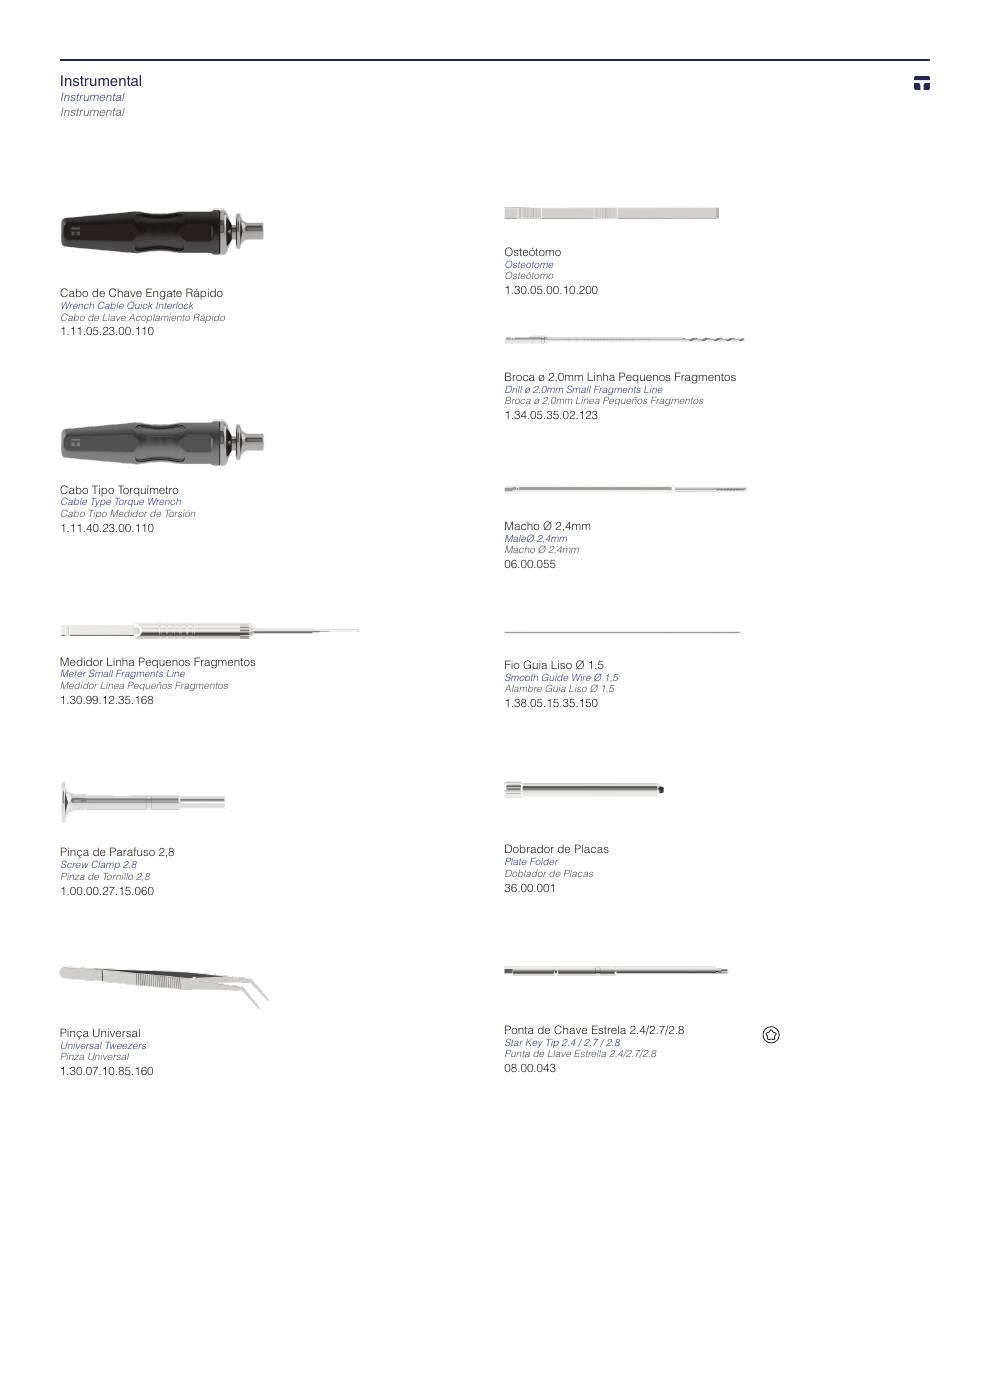 Instrumental
Instrumental
Instrumental
Cabo de Chave Engate Rápido
Wrench Cable Quick Interlock
Cabo de Llave Acoplamiento Rápido
1.11.05.23.00.110
Cabo Tipo Torquímetro
Cable Type Torque Wrench
Cabo Tipo Medidor de Torsión
1.11.40.23.00.110
Medidor Linha Pequenos Fragmentos
Meter Small Fragments Line
Medidor Línea Pequeños Fragmentos
1.30.99.12.35.168
Pinça de Parafuso 2,8
Screw Clamp 2,8
Pinza de Tornillo 2,8
1.00.00.27.15.060
Pinça Universal
Universal Tweezers
Pinza Universal
1.30.07.10.85.160
Osteótomo
Osteotome
Osteótomo
1.30.05.00.10.200
Broca ø 2,0mm Linha Pequenos Fragmentos
Drill ø 2,0mm Small Fragments Line
Broca ø 2,0mm Línea Pequeños Fragmentos
1.34.05.35.02.123
Macho Ø 2,4mm
MaleØ 2,4mm
Macho Ø 2,4mm
06.00.055
Fio Guia Liso Ø 1,5
Smooth Guide Wire Ø 1,5
Alambre Guía Liso Ø 1,5
1.38.05.15.35.150
Dobrador de Placas
Plate Folder
Doblador de Placas
36.00.001
Ponta de Chave Estrela 2.4/2.7/2.8
Star Key Tip 2.4 / 2.7 / 2.8
Punta de Llave Estrella 2.4/2.7/2.8
08.00.043